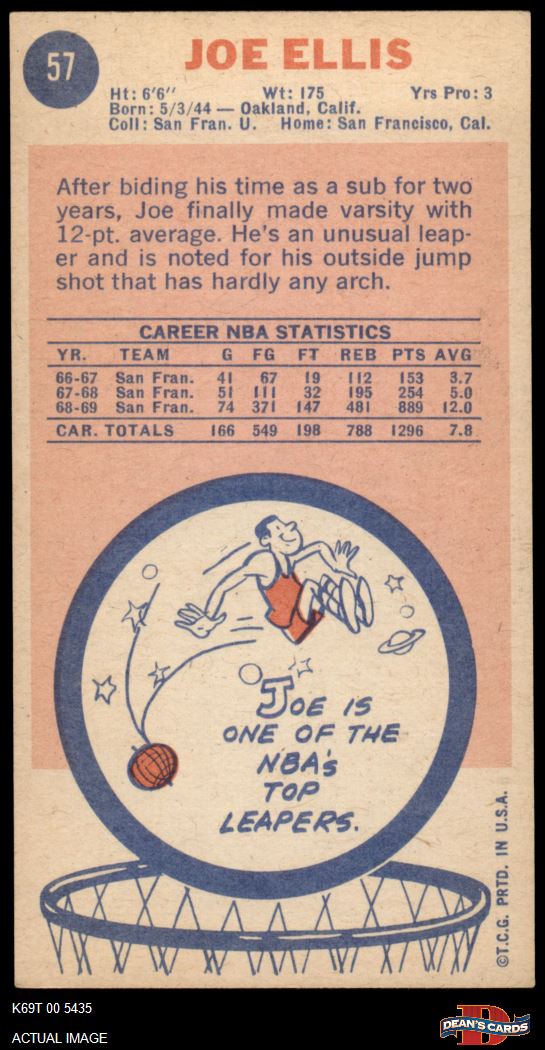 57
JOE ELLIS
Ht: 6'6" Wt: 175 Yrs Pro: 3
Born: 5/3/44 — Oakland, Calif.
Coll: San Fran. U. Home: San Francisco, Cal.
After biding his time as a sub for two
years, Joe finally made varsity with
12-pt. average. He's an unusual leap-
er and is noted for his outside jump
shot that has hardly any arch.
CAREER NBA STATISTICS
YR. TEAM G FG FT REB PTS AVG
66-67 San Fran. 41 67 19 112 153 3.7
67-68 San Fran. 51 111 32 195 254 5.0
68-69 San Fran. 74 371 147 481 889 12.0
CAR. TOTALS 166 549 198 788 1296 7.8
JOE IS
ONE OF THE
NBA's
TOP
LEAPERS.
©T.C.G. PRTD. IN U.S.A.
K69T 00 5435
ACTUAL IMAGE
D
DEAN'S CARDS